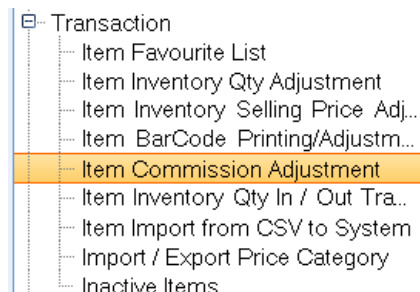 Transaction
Item Favourite List
Item Inventory Qty Adjustment
Item Inventory Selling Price Adj...
Item BarCode Printing/Adjustm...
Item Commission Adjustment
Item Inventory Qty In / Out Tra...
Item Import from CSV to System
Import / Export Price Category
Inactive Items